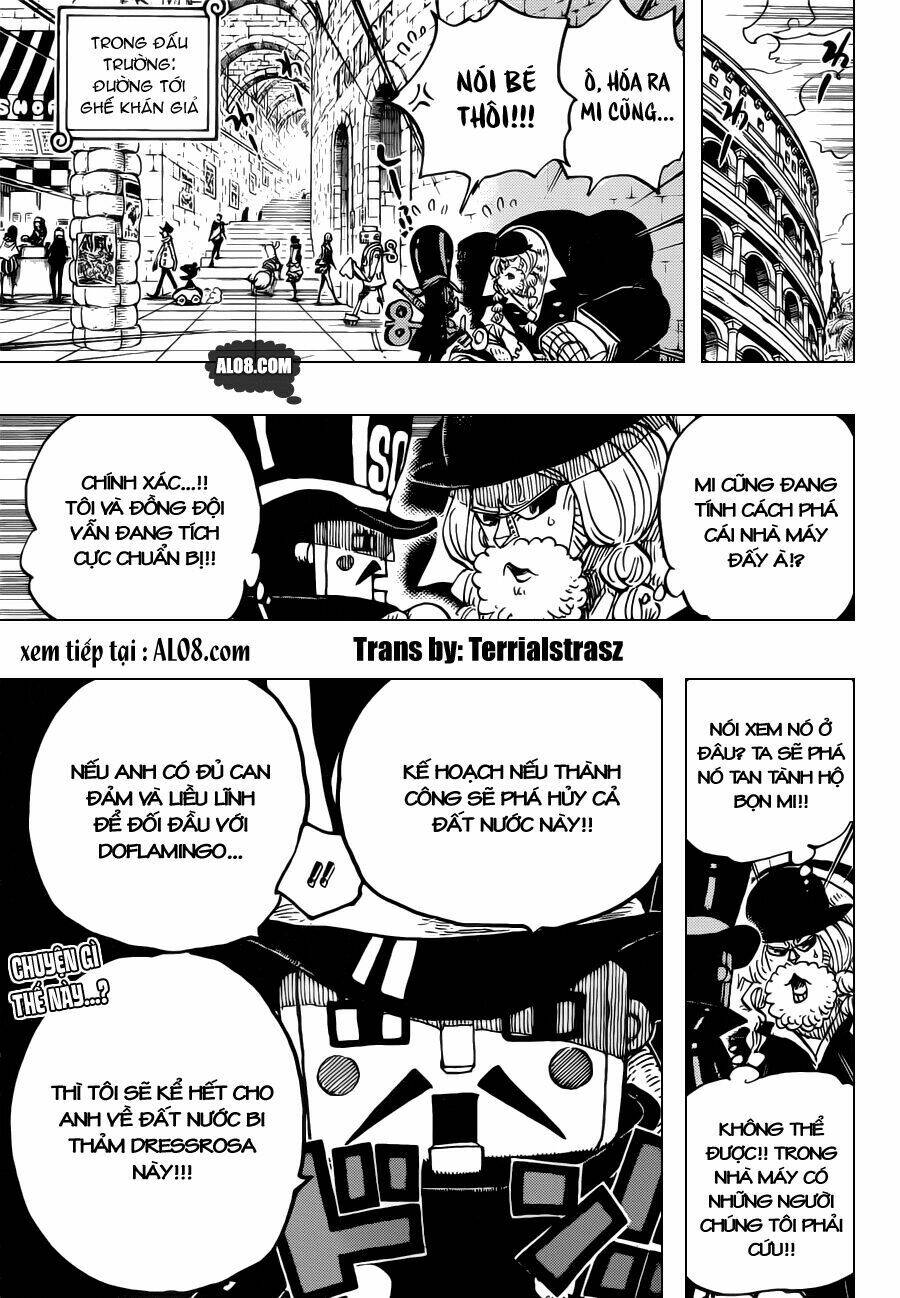 Ô, HÓA RA
MI CŨNG...
NÓI BÉ
THÔI!!!
TRONG ĐẤU
TRƯỜNG:
ĐƯỜNG TỚI
GHẾ KHÁN GIẢ
SHOP
AL08.COM
MI CŨNG ĐANG
TÍNH CÁCH PHÁ
CÁI NHÀ MÁY
ĐẤY À!?
CHÍNH XÁC...!!
TÔI VÀ ĐỒNG ĐỘI
VẪN ĐANG TÍCH
CỰC CHUẨN BỊ!!!
xem tiếp tại : AL08.com
Trans by: Terrialstrasz
NÓI XEM NÓ Ở
ĐÂU? TA SẼ PHÁ
NÓ TAN TÀNH HỘ
BỌN MI!!
KHÔNG THỂ
ĐƯỢC!! TRONG
NHÀ MÁY CÓ
NHỮNG NGƯỜI
CHÚNG TÔI PHẢI
CỨU!!
KẾ HOẠCH NẾU THÀNH
CÔNG SẼ PHÁ HỦY CẢ
ĐẤT NƯỚC NÀY!!
!!
NẾU ANH CÓ ĐỦ CAN
ĐẢM VÀ LIỀU LĨNH
ĐỂ ĐỐI ĐẦU VỚI
DOFLAMINGO...
CHUYỆN GÌ
THẾ NÀY...?
THÌ TÔI SẼ KỂ HẾT CHO
ANH VỀ ĐẤT NƯỚC BI
THẢM DRESSROSA
NÀY!!!